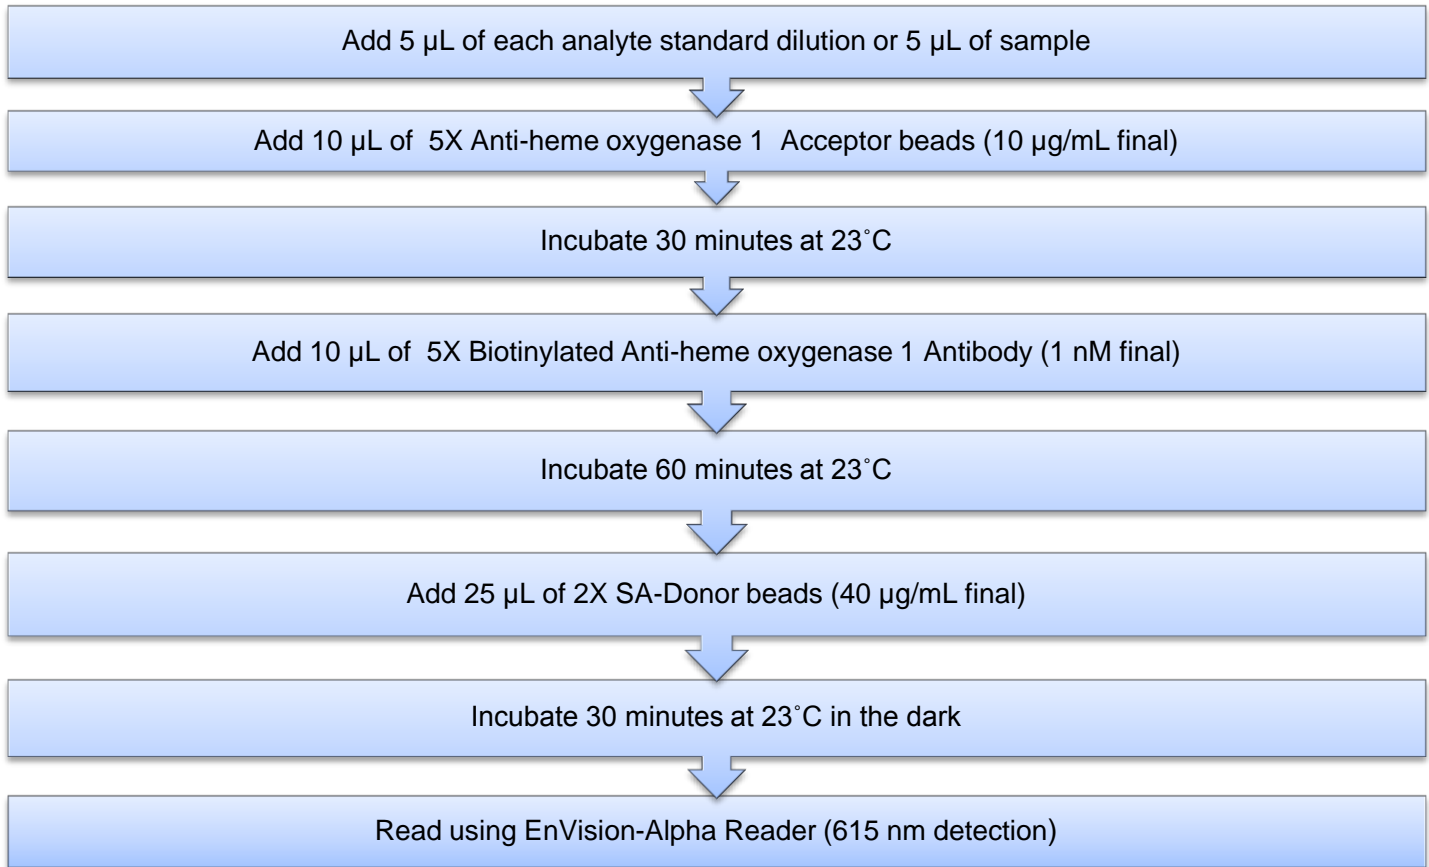 Add 5 µL of each analyte standard dilution or 5 µL of sample
Add 10 µL of 5X Anti-heme oxygenase 1 Acceptor beads (10 µg/mL final)
Incubate 30 minutes at 23˚C
Add 10 µL of 5X Biotinylated Anti-heme oxygenase 1 Antibody (1 nM final)
Incubate 60 minutes at 23˚C
Add 25 µL of 2X SA-Donor beads (40 µg/mL final)
Incubate 30 minutes at 23˚C in the dark
Read using EnVision-Alpha Reader (615 nm detection)